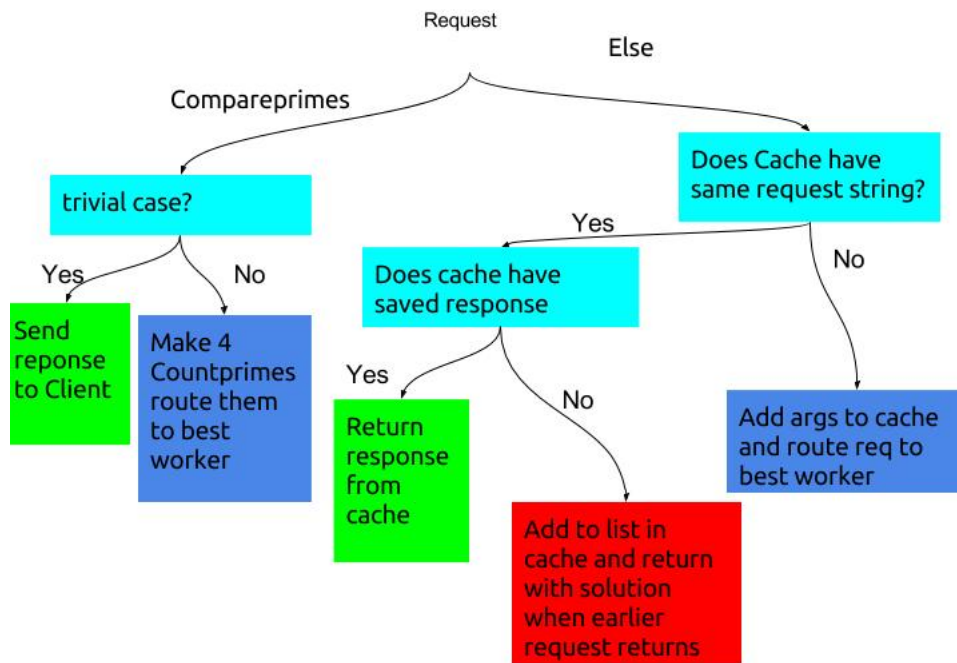 Request
Else
Compareprimes
Does Cache have
same request string?
trivial case?
Yes
No
Yes
No
Does cache have
saved response
Send
reponse
to Client
Make 4
Countprimes
route them
to best
worker
Yes
No
Return
response
from
cache
Add args to cache
and route req to
best worker
Add to list in
cache and return
with solution
when earlier
request returns